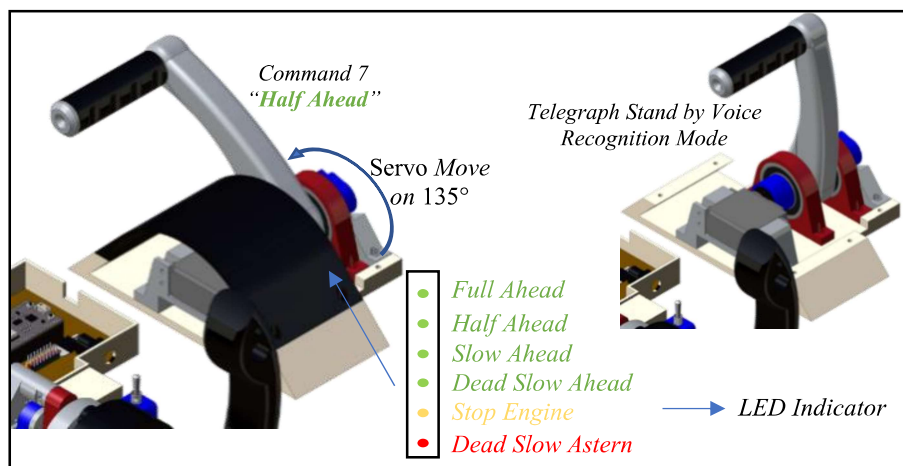 Command 7
“Half Ahead”
Servo Move
on 135°
Telegraph Stand by Voice
Recognition Mode
Full Ahead
Half Ahead
Slow Ahead
Dead Slow Ahead
Stop Engine
Dead Slow Astern
LED Indicator